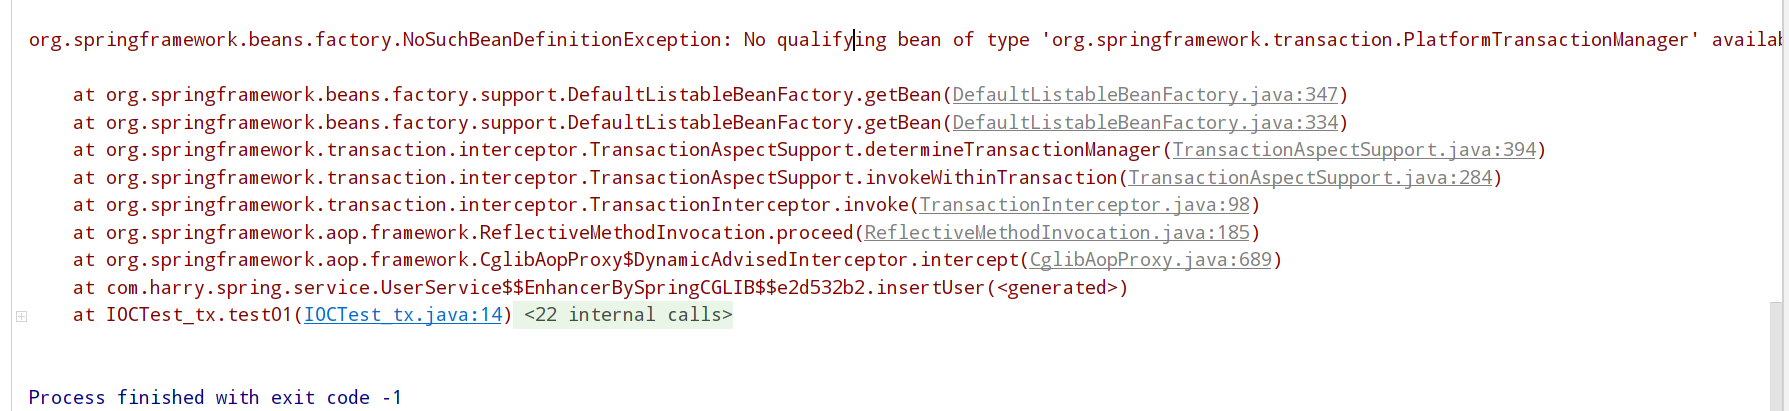 org.springframework.beans.factory.NoSuchBeanDefinitionException: No qualifying bean of type 'org.springframework.transaction.PlatformTransactionManager' availab
at org.springframework.beans.factory.support.DefaultListableBeanFactory.getBean(DefaultListableBeanFactory.java:347)
at org.springframework.beans.factory.support.DefaultListableBeanFactory.getBean(DefaultListableBeanFactory.java:334)
at org.springframework.transaction.interceptor.TransactionAspectSupport.determineTransactionManager(TransactionAspectSupport.java:394)
at org.springframework.transaction.interceptor.TransactionAspectSupport.invokeWithinTransaction(TransactionAspectSupport.java:284)
at org.springframework.transaction.interceptor.TransactionInterceptor.invoke(TransactionInterceptor.java:98)
at org.springframework.aop.framework.ReflectiveMethodInvocation.proceed(ReflectiveMethodInvocation.java:185)
at org.springframework.aop.framework.CglibAopProxy$DynamicAdvisedInterceptor.intercept(CglibAopProxy.java:689)
at com.harry.spring.service.UserService$$EnhancerBySpringCGLIB$$e2d532b2.insertUser(<generated>)
at IOCTest_tx.test01(IOCTest_tx.java:14) <22 internal calls>
Process finished with exit code -1